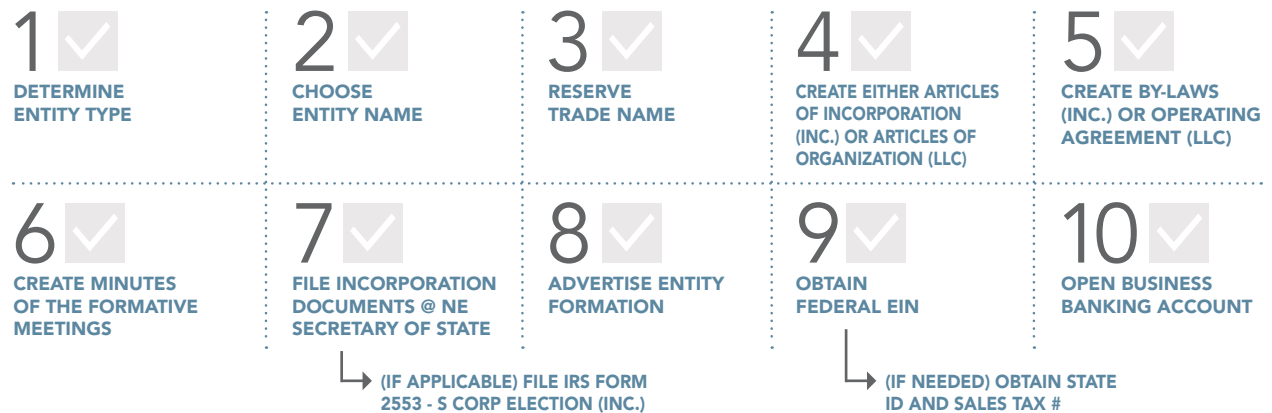 1
DETERMINE
ENTITY TYPE
2
CHOOSE
ENTITY NAME
3
RESERVE
TRADE NAME
4
CREATE EITHER ARTICLES
OF INCORPORATION
(INC.) OR ARTICLES OF
ORGANIZATION (LLC)
5
CREATE BY-LAWS
(INC.) OR OPERATING
AGREEMENT (LLC)
6
CREATE MINUTES
OF THE FORMATIVE
MEETINGS
7
FILE INCORPORATION
DOCUMENTS @ NE
SECRETARY OF STATE
(IF APPLICABLE) FILE IRS FORM
2553 - S CORP ELECTION (INC.)
8
ADVERTISE ENTITY
FORMATION
9
OBTAIN
FEDERAL EIN
(IF NEEDED) OBTAIN STATE
ID AND SALES TAX #
10
OPEN BUSINESS
BANKING ACCOUNT